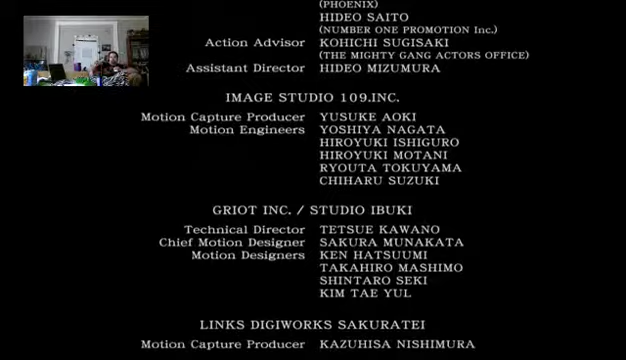 (PHOENIX)
HIDEO SAITO
(NUMBER ONE PROMOTION Inc.)
Action Advisor KOHICHI SUGISAKI
(THE MIGHTY GANG ACTORS OFFICE)
Assistant Director HIDEO MIZUMURA
IMAGE STUDIO 109.INC.
Motion Capture Producer YUSUKE AOKI
Motion Engineers YOSHIYA NAGATA
HIROYUKI ISHIGURO
HIROYUKI MOTANI
RYOUTA TOKUYAMA
CHIHARU SUZUKI
GRIOT INC. / STUDIO IBUKI
Technical Director TETSUE KAWANO
Chief Motion Designer SAKURA MUNAKATA
Motion Designers KEN HATSUUMI
TAKAHIRO MASHIMO
SHINTARO SEKI
KIM TAE YUL
LINKS DIGIWORKS SAKURATEI
Motion Capture Producer KAZUHISA NISHIMURA